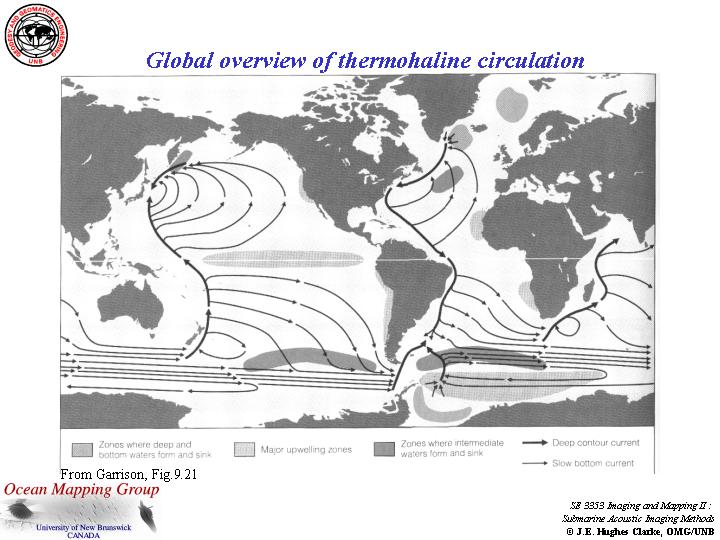 GEODESY AND GEOMATICS ENGINEERING
UNB
Global overview of thermohaline circulation
Zones where deep and
bottom waters form and sink
Major upwelling zones
Zones where intermediate
waters form and sink
Deep contour current
Slow bottom current
From Garrison, Fig.9.21
Ocean Mapping Group
University of New Brunswick
CANADA
SE 3353 Imaging and Mapping II :
Submarine Acoustic Imaging Methods
© J.E. Hughes Clarke, OMG/UNB